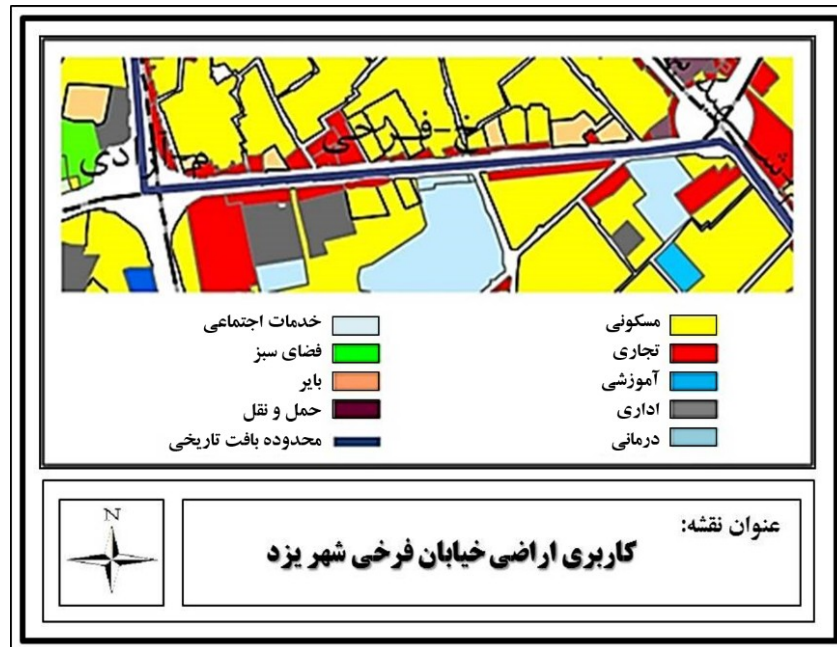 خ-فرخی
مسکونی
تجاری
آموزشی
اداری
درمانی
خدمات اجتماعی
فضای سبز
بایر
حمل و نقل
محدوده بافت تاریخی
N
عنوان نقشه:
کاربری اراضی خیابان فرخی شهر یزد